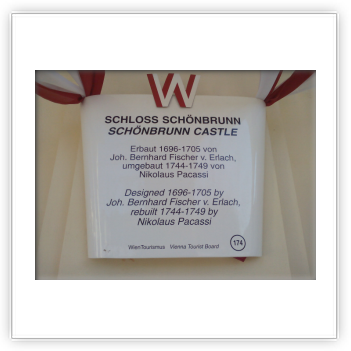 W
SCHLOSS SCHÖNBRUNN
SCHÖNBRUNN CASTLE
Erbaut 1696-1705 von
Joh. Bernhard Fischer v. Erlach,
umgebaut 1744-1749 von
Nikolaus Pacassi
Designed 1696-1705 by
Joh. Bernhard Fischer v. Erlach,
rebuilt 1744-1749 by
Nikolaus Pacassi
WienTourismus · Vienna Tourist Board
174